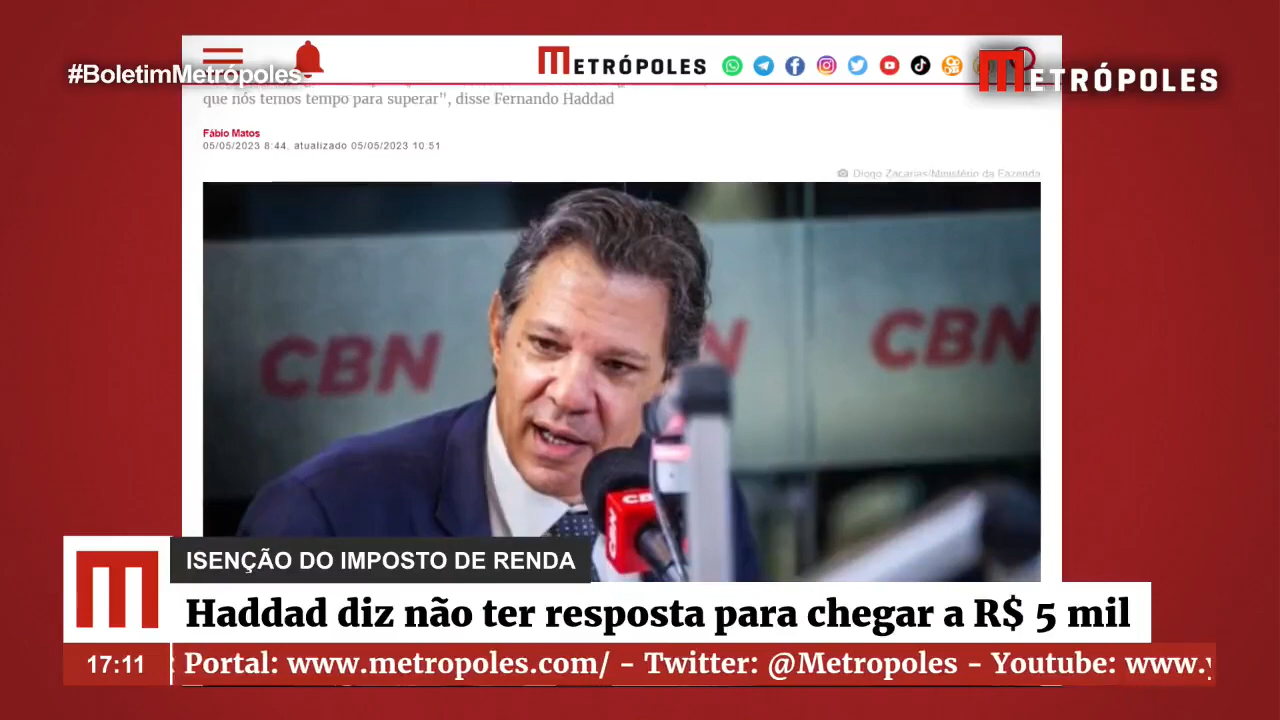 #BoletimMetrópoles
METRÓPOLES
METRÓPOLES
que nós temos tempo para superar", disse Fernando Haddad
Fábio Matos
05/05/2023 8:44, atualizado 05/05/2023 10:51
Diogo Zacarias/Ministério da Fazenda
CBN
CBN
CBN
CBN
ISENÇÃO DO IMPOSTO DE RENDA
M
Haddad diz não ter resposta para chegar a R$ 5 mil
17:11
Portal: www.metropoles.com/ - Twitter: @Metropoles - Youtube: www.